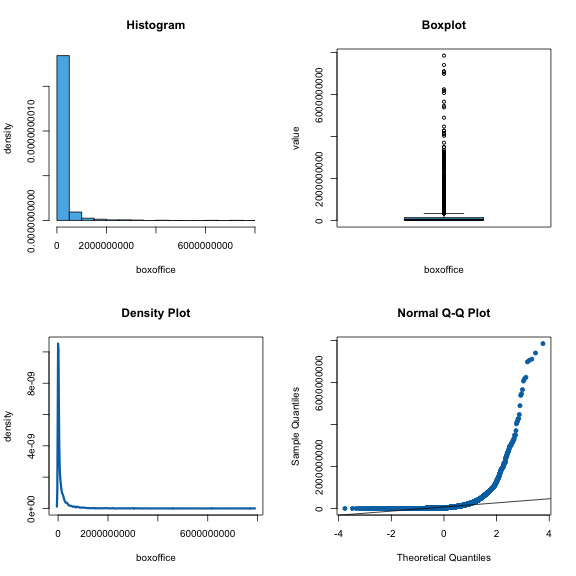 Histogram
density
0.0000000000
0.0000000010
0
2000000000
6000000000
boxoffice
Boxplot
value
0
2000000000
6000000000
boxoffice
Density Plot
density
0e+00
4e-09
8e-09
0
2000000000
6000000000
boxoffice
Normal Q-Q Plot
Sample Quantiles
0
2000000000
6000000000
-4
-2
0
2
4
Theoretical Quantiles